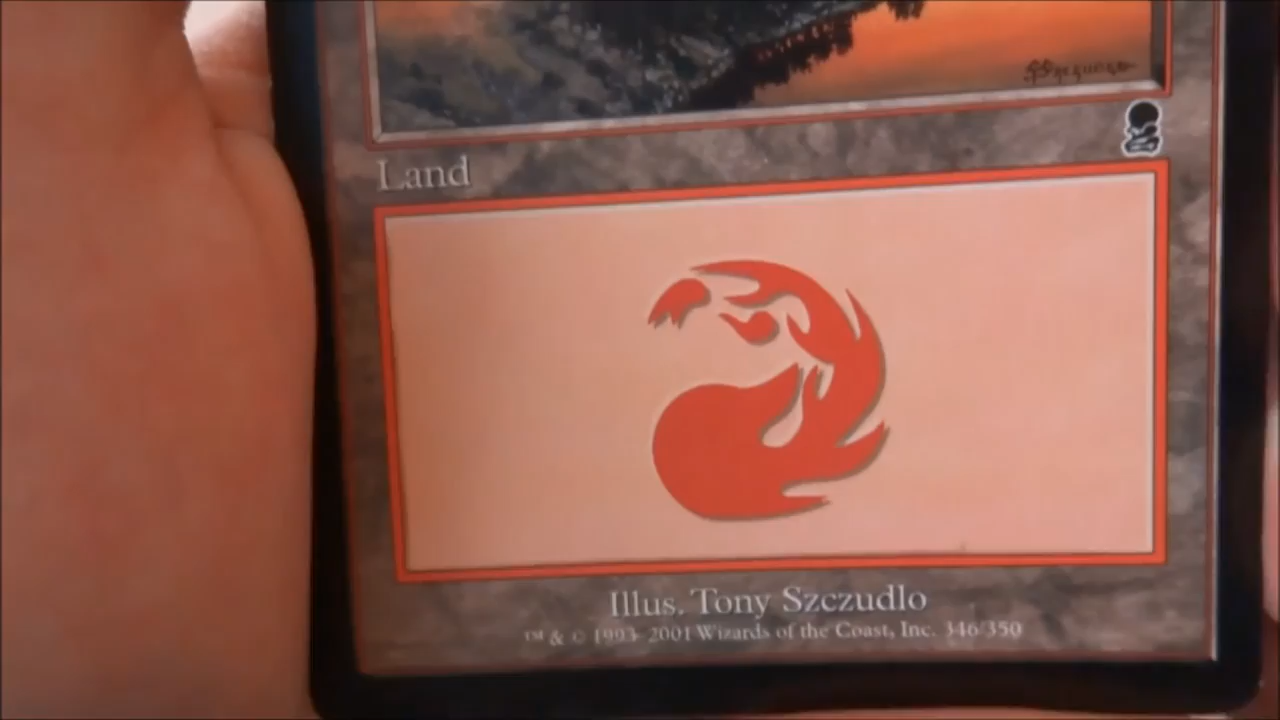 Land
Illus. Tony Szczudlo
™ & © 1993-2001 Wizards of the Coast, Inc. 346/350